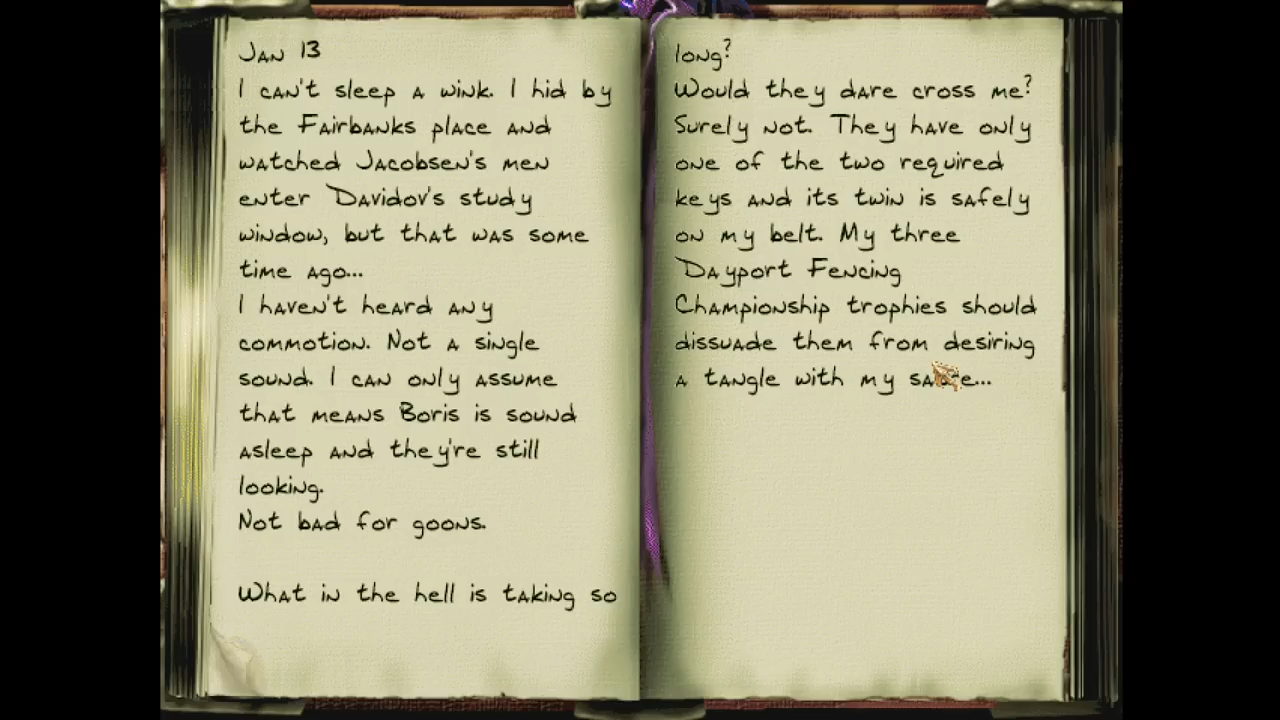 Jan 13
I can't sleep a wink. I hid by
the Fairbanks place and
watched Jacobsen's men
enter Davidov's study
window, but that was some
time ago...
I haven't heard any
commotion. Not a single
sound. I can only assume
that means Boris is sound
asleep and they're still
looking.
Not bad for goons.
What in the hell is taking so
long?
Would they dare cross me?
Surely not. They have only
one of the two required
keys and its twin is safely
on my belt. My three
Dayport Fencing
Championship trophies should
dissuade them from desiring
a tangle with my